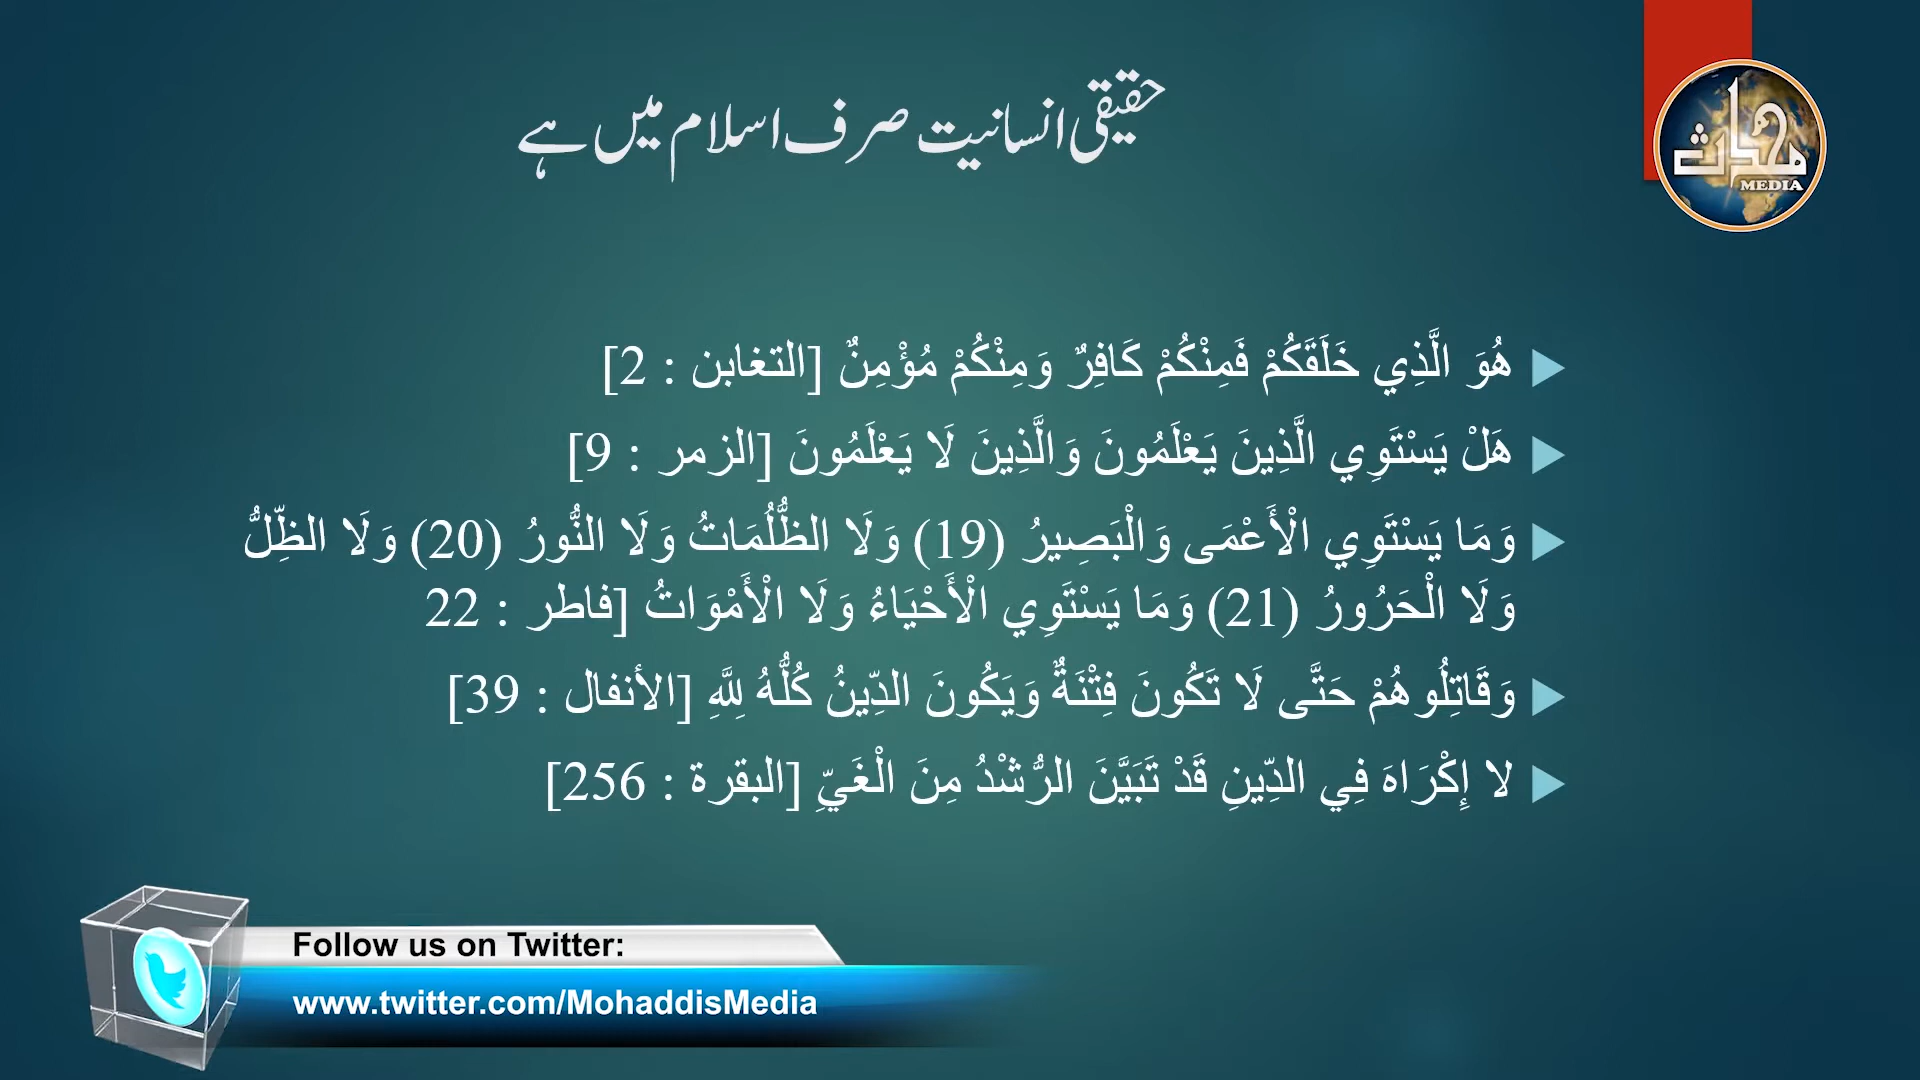 حقیقی انسانیت صرف اسلام میں ہے
محدث
MEDIA
هُوَ الَّذِي خَلَقَكُمْ فَمِنْكُمْ كَافِرٌ وَمِنْكُمْ مُؤْمِنٌ [التغابن : 2]
هَلْ يَسْتَوِي الَّذِينَ يَعْلَمُونَ وَالَّذِينَ لَا يَعْلَمُونَ [الزمر : 9]
وَمَا يَسْتَوِي الْأَعْمَى وَالْبَصِيرُ (19) وَلَا الظُّلُمَاتُ وَلَا النُّورُ (20) وَلَا الظِّلُّ
وَلَا الْحَرُورُ (21) وَمَا يَسْتَوِي الْأَحْيَاءُ وَلَا الْأَمْوَاتُ [فاطر : 22
وَقَاتِلُوهُمْ حَتَّى لَا تَكُونَ فِتْنَةٌ وَيَكُونَ الدِّينُ كُلُّهُ لِلَّهِ [الأنفال : 39]
لا إِكْرَاهَ فِي الدِّينِ قَدْ تَبَيَّنَ الرُّشْدُ مِنَ الْغَيِّ [البقرة : 256]
Follow us on Twitter:
www.twitter.com/MohaddisMedia